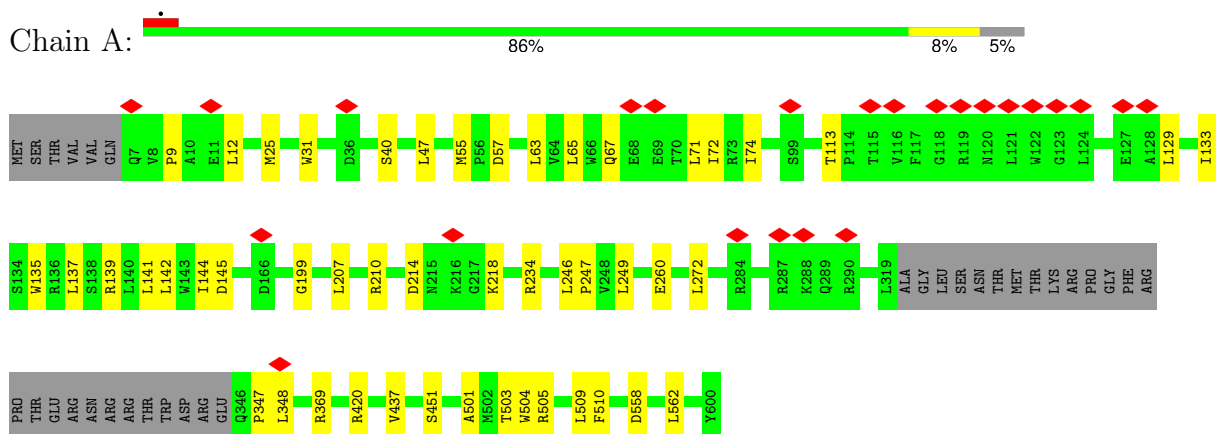 Chain A:
86% 8% 5%
MET SER THR VAL VAL GLN Q7 V8 P9 A10 E11 L12 M25 W31 D36 S40 L47 M55 P56 D57 L63 V64 L65 W66 Q67 E68 E69 T70 L71 I72 R73 I74 S99 T113 P114 T115 V116 F117 G118 R119 N120 L121 W122 G123 L124 E127 A128 L129 I133
S134 W135 R136 L137 S138 R139 L140 L141 L142 W143 I144 D145 D166 G199 L207 R210 D214 N215 K216 G217 K218 R234 L246 P247 V248 L249 E260 L272 R284 R287 K288 Q289 R290 L319 ALA GLY LEU SER ASN THR MET THR LYS ARG PRO GLY PHE ARG
PRO THR GLU ARG ASN ARG ARG THR TRP ASP ARG GLU Q346 P347 L348 R369 R420 V437 S451 A501 M502 T503 W504 R505 L509 F510 D558 L562 Y600